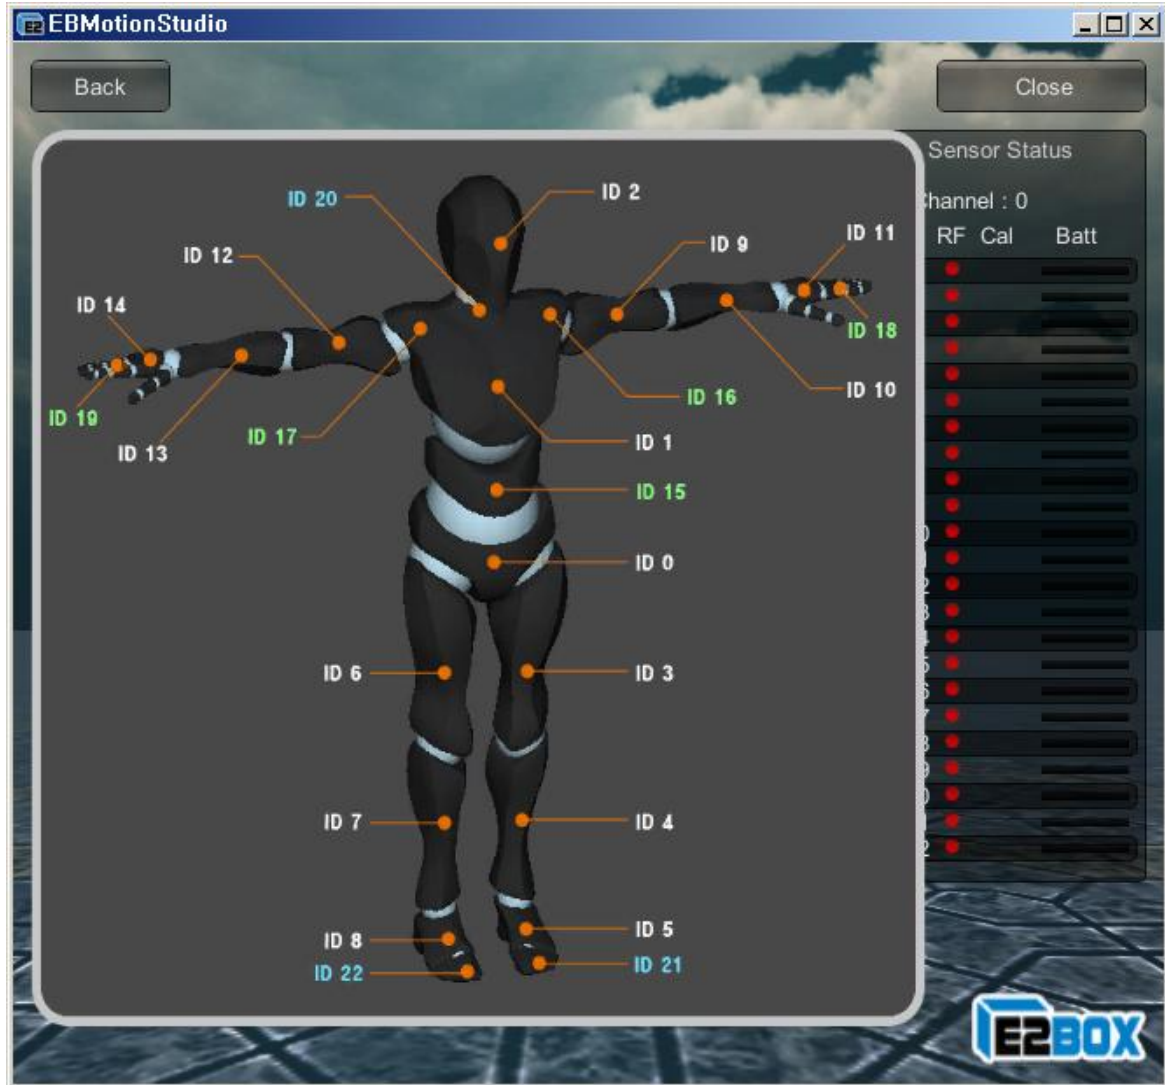 EBMotionStudio
Back
Close
Sensor Status
Channel : 0
RF Cal Batt
ID 20
ID 2
ID 12
ID 9
ID 11
ID 14
ID 18
ID 19
ID 13
ID 17
ID 16
ID 10
ID 1
ID 15
ID 0
ID 6
ID 3
ID 7
ID 4
ID 8
ID 5
ID 22
ID 21
E2BOX